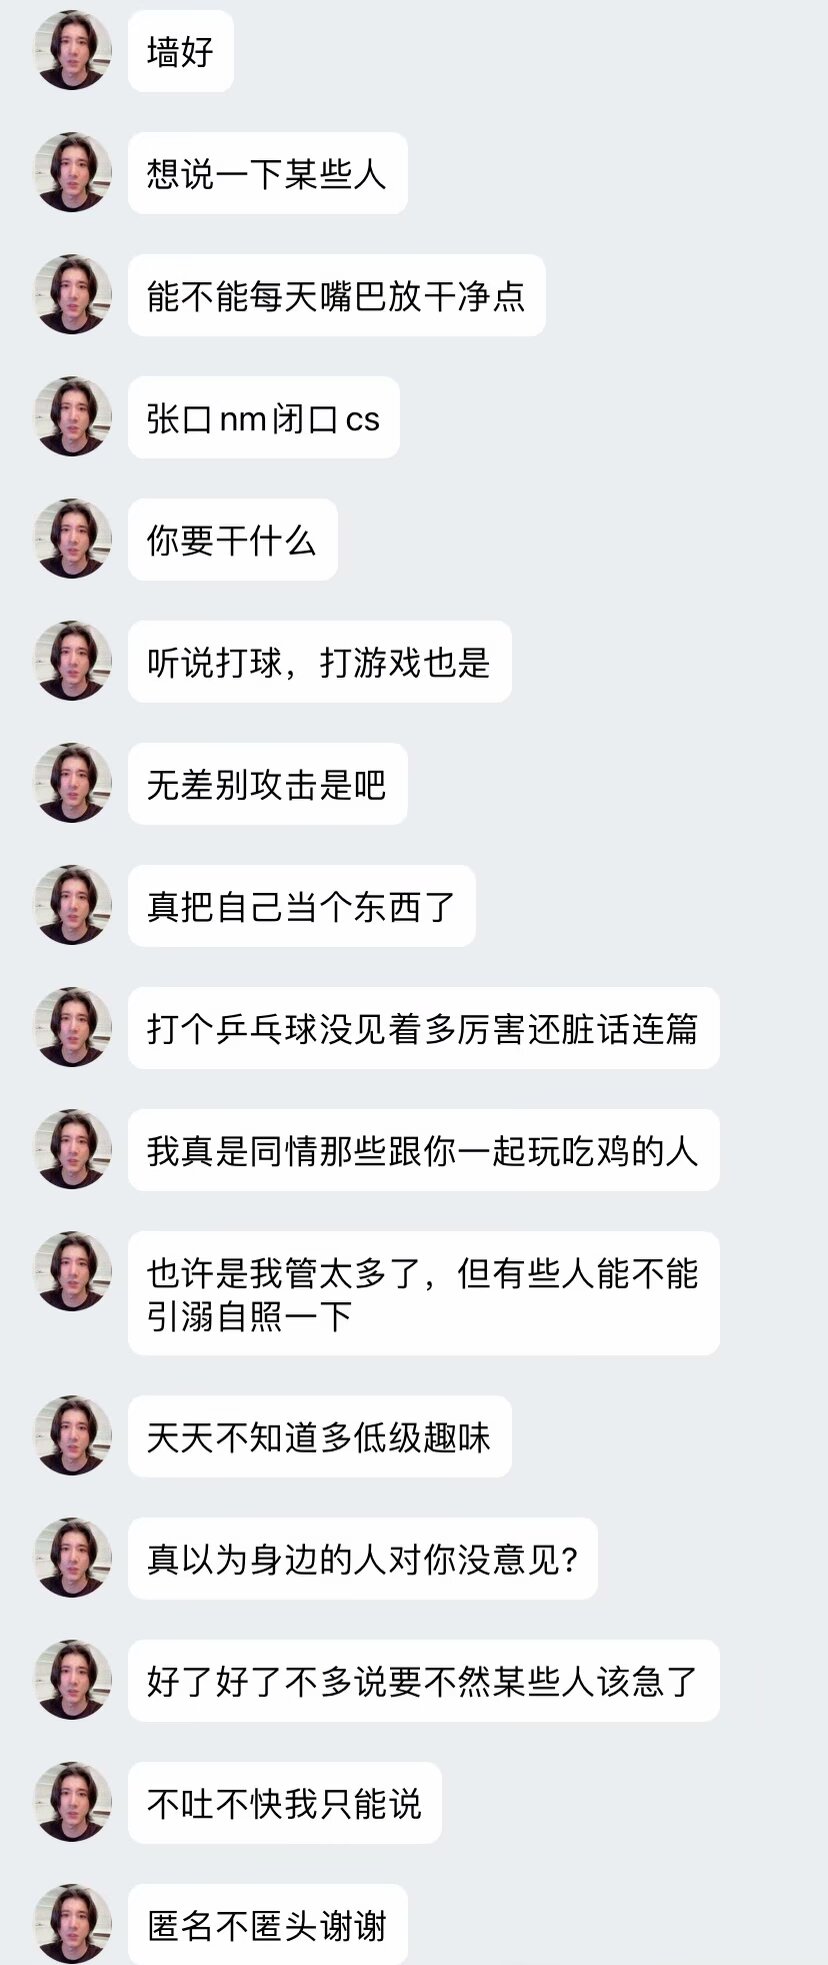 墙好
想说一下某些人
能不能每天嘴巴放干净点
张口nm闭口cs
你要干什么
听说打球，打游戏也是
无差别攻击是吧
真把自己当个东西了
打个乒乓球没见着多厉害还脏话连篇
我真是同情那些跟你一起玩吃鸡的人
也许是我管太多了，但有些人能不能
引溺自照一下
天天不知道多低级趣味
真以为身边的人对你没意见?
好了好了不多说要不然某些人该急了
不吐不快我只能说
匿名不匿头谢谢